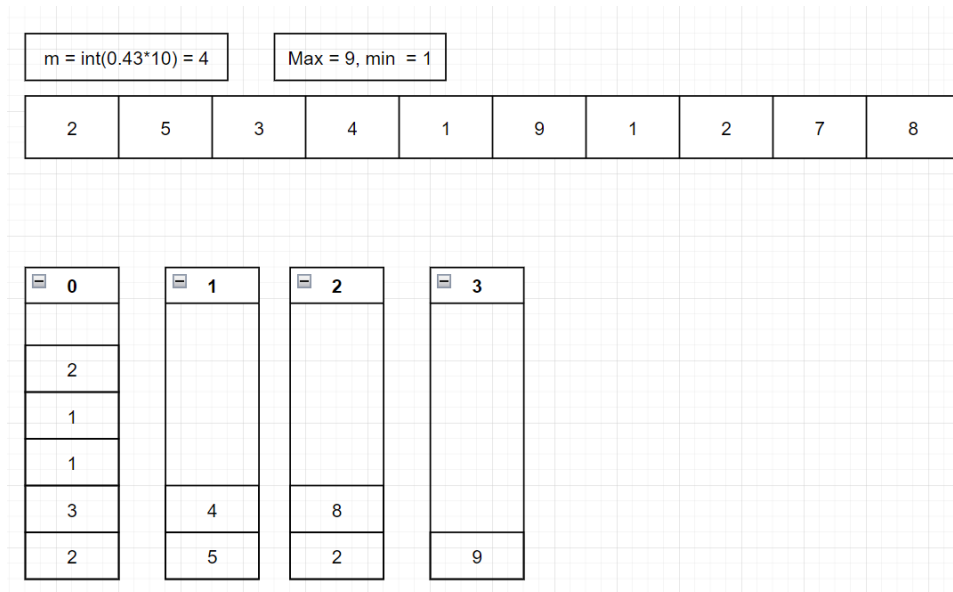 m = int(0.43*10) = 4
Max = 9, min = 1
2 5 3 4 1 9 1 2 7 8
0 1 2 3
2
1
1
3 4 8
2 5 2 9